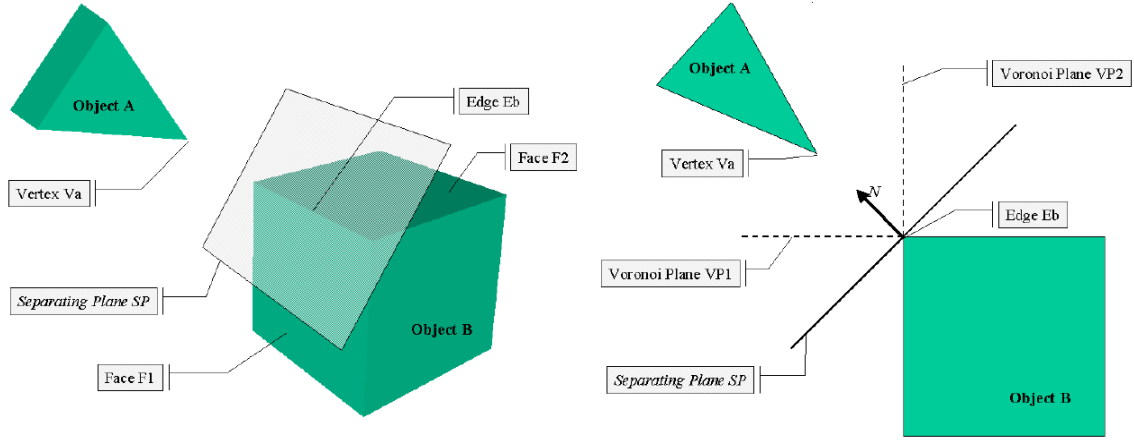 Object A
Edge Eb
Face F2
Vertex Va
Separating Plane SP
Object B
Face F1
Object A
Voronoi Plane VP2
Vertex Va
N
Edge Eb
Voronoi Plane VP1
Separating Plane SP
Object B